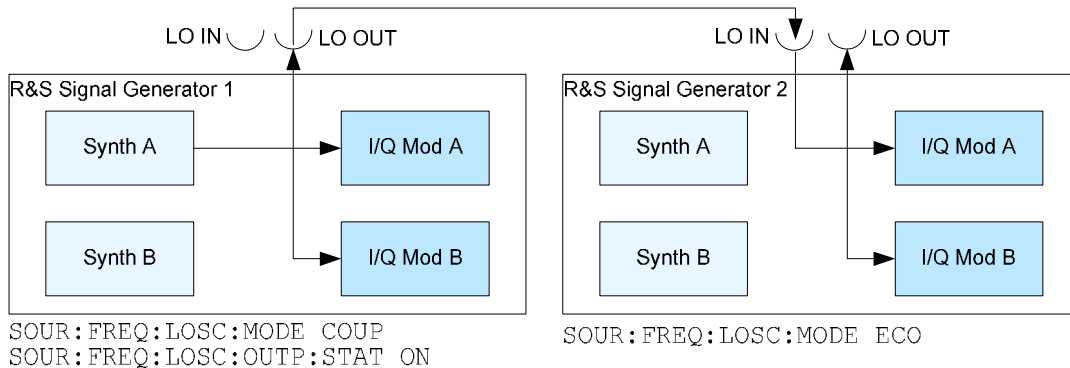 LO IN
LO OUT
LO IN
LO OUT
R&S Signal Generator 1
Synth A
I/Q Mod A
Synth B
I/Q Mod B
R&S Signal Generator 2
Synth A
I/Q Mod A
Synth B
I/Q Mod B
SOUR:FREQ:LOSC:MODE COUP
SOUR:FREQ:LOSC:OUTP:STAT ON
SOUR:FREQ:LOSC:MODE ECO